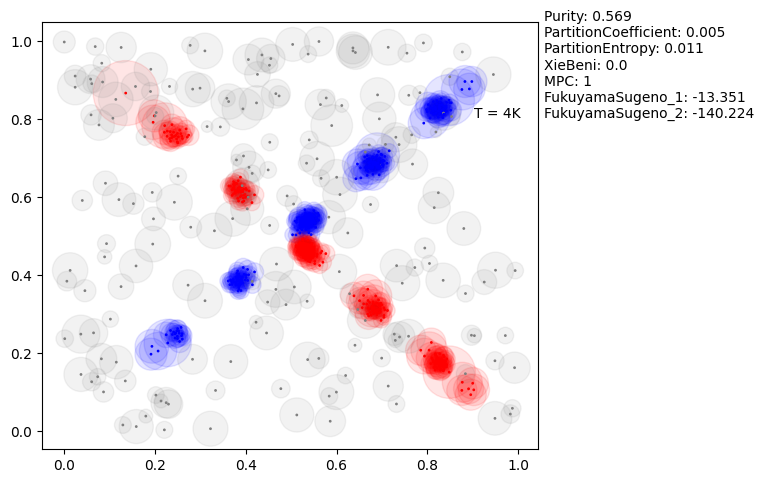 Purity: 0.569
PartitionCoefficient: 0.005
PartitionEntropy: 0.011
XieBeni: 0.0
MPC: 1
FukuyamaSugeno_1: -13.351
FukuyamaSugeno_2: -140.224
T = 4K
1.0
0.8
0.6
0.4
0.2
0.0
0.0 0.2 0.4 0.6 0.8 1.0